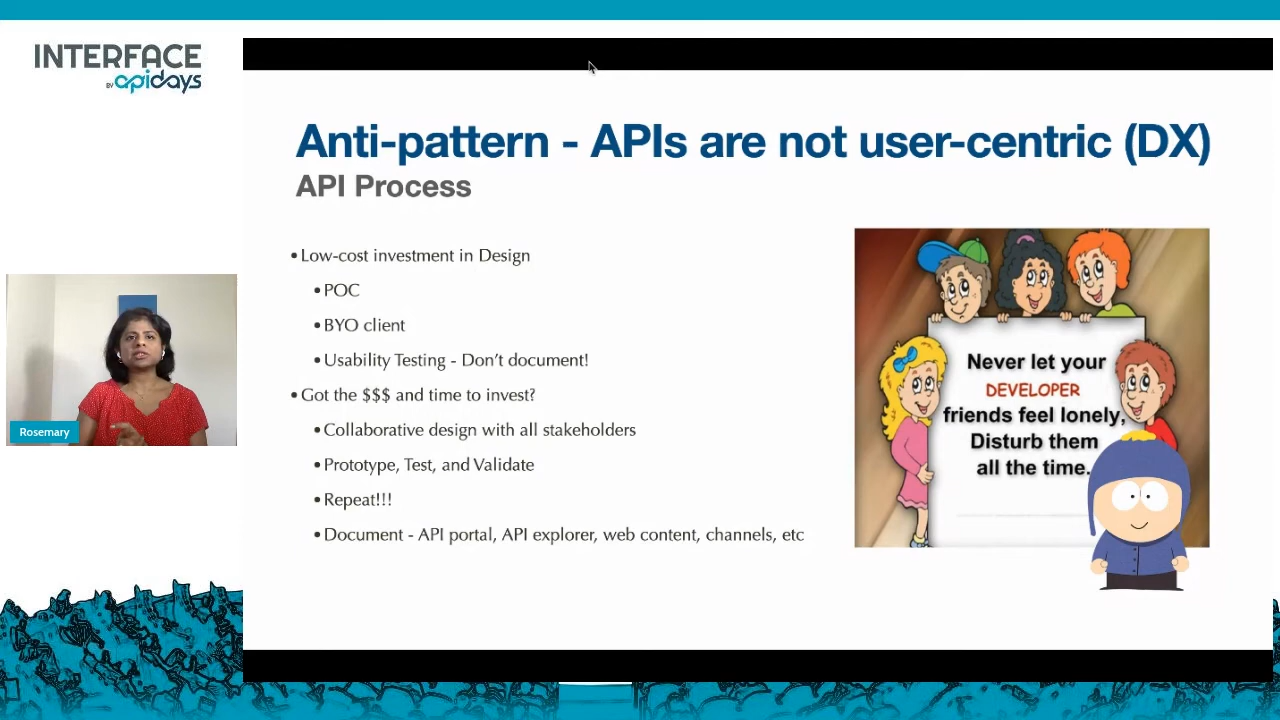 INTERFACE
BY apidays
Anti-pattern - APIs are not user-centric (DX)
API Process
•Low-cost investment in Design
•POC
•BYO client
•Usability Testing - Don't document!
•Got the $$$ and time to invest?
•Collaborative design with all stakeholders
•Prototype, Test, and Validate
•Repeat!!!
•Document - API portal, API explorer, web content, channels, etc
Never let your
DEVELOPER
friends feel lonely,
Disturb them
all the time.
Rosemary